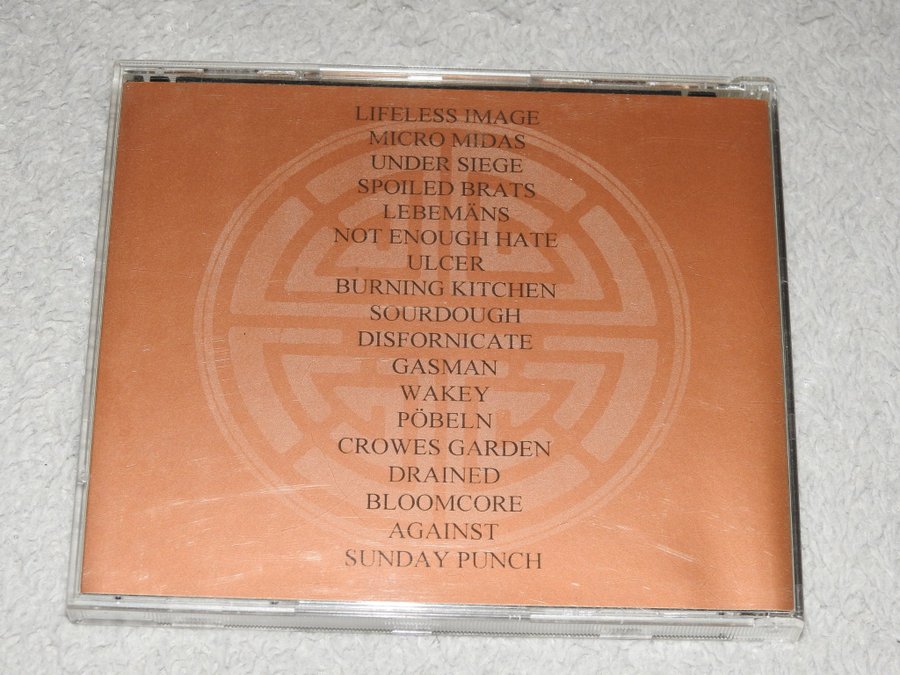 LIFELESS IMAGE
MICRO MIDAS
UNDER SIEGE
SPOILED BRATS
LEBEMÄNS
NOT ENOUGH HATE
ULCER
BURNING KITCHEN
SOURDOUGH
DISFORNICATE
GASMAN
WAKEY
PÖBELN
CROWES GARDEN
DRAINED
BLOOMCORE
AGAINST
SUNDAY PUNCH